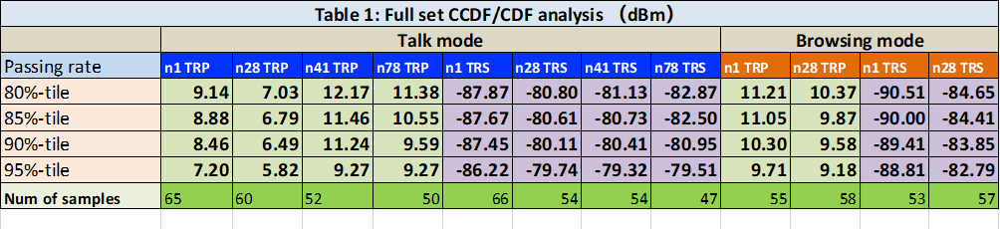 Table 1: Full set CCDF/CDF analysis （dBm）
Talk mode Browsing mode
Passing rate n1 TRP n28 TRP n41 TRP n78 TRP n1 TRS n28 TRS n41 TRS n78 TRS n1 TRP n28 TRP n1 TRS n28 TRS
80%-tile 9.14 7.03 12.17 11.38 -87.87 -80.80 -81.13 -82.87 11.21 10.37 -90.51 -84.65
85%-tile 8.88 6.79 11.46 10.55 -87.67 -80.61 -80.73 -82.50 11.05 9.87 -90.00 -84.41
90%-tile 8.46 6.49 11.24 9.59 -87.45 -80.11 -80.41 -80.95 10.30 9.58 -89.41 -83.85
95%-tile 7.20 5.82 9.27 9.27 -86.22 -79.74 -79.32 -79.51 9.71 9.18 -88.81 -82.79
Num of samples 65 60 52 50 66 54 54 47 55 58 53 57